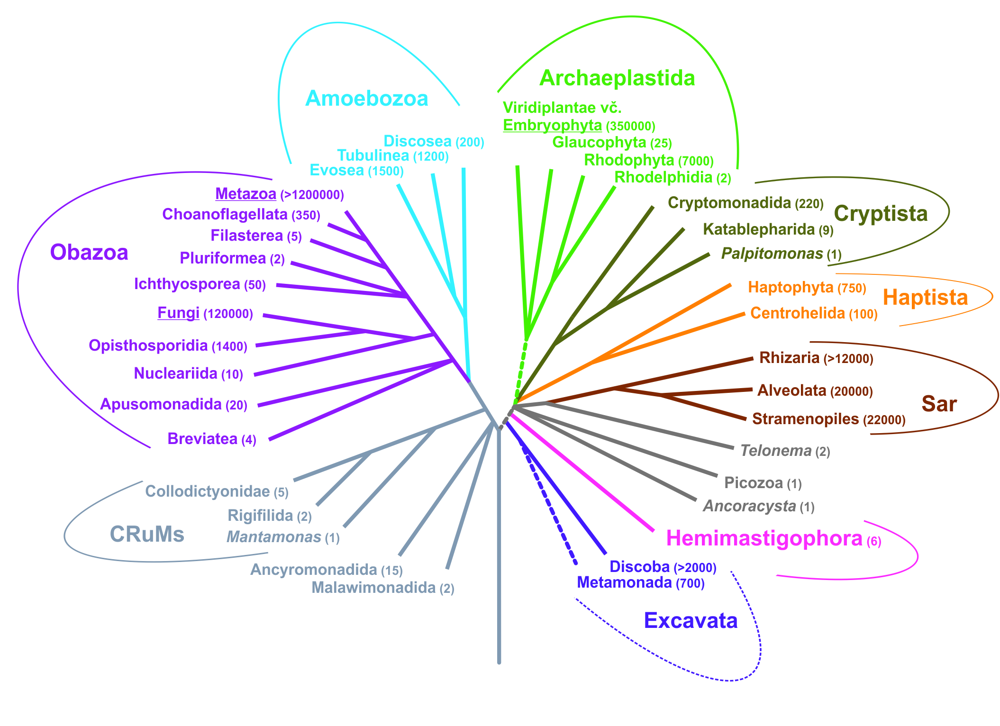 Archaeplastida
Viridiplantae vč.
Embryophyta (350000)
Glaucophyta (25)
Rhodophyta (7000)
Rhodelphidia (2)
Amoebozoa
Discosea (200)
Tubulinea (1200)
Evosea (1500)
Obazoa
Metazoa (>1200000)
Choanoflagellata (350)
Filasterea (5)
Pluriformea (2)
Ichthyosporea (50)
Fungi (120000)
Opisthosporidia (1400)
Nucleariida (10)
Apusomonadida (20)
Breviatea (4)
Cryptista
Cryptomonadida (220)
Katablepharida (9)
Palpitomonas (1)
Haptista
Haptophyta (750)
Centrohelida (100)
Sar
Rhizaria (>12000)
Alveolata (20000)
Stramenopiles (22000)
Telonema (2)
Picozoa (1)
Ancoracysta (1)
Hemimastigophora (6)
Discoba (>2000)
Metamonada (700)
Excavata
CRuMs
Collodictyonidae (5)
Rigifilida (2)
Mantamonas (1)
Ancyromonadida (15)
Malawimonadida (2)